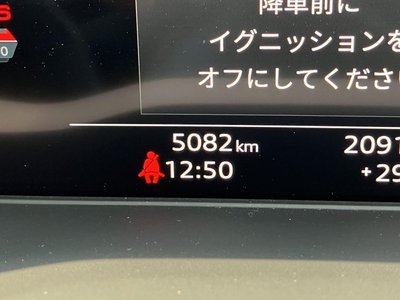 降車前に
イグニッションを
オフにしてくださ
5082 km
2091
12:50
+29